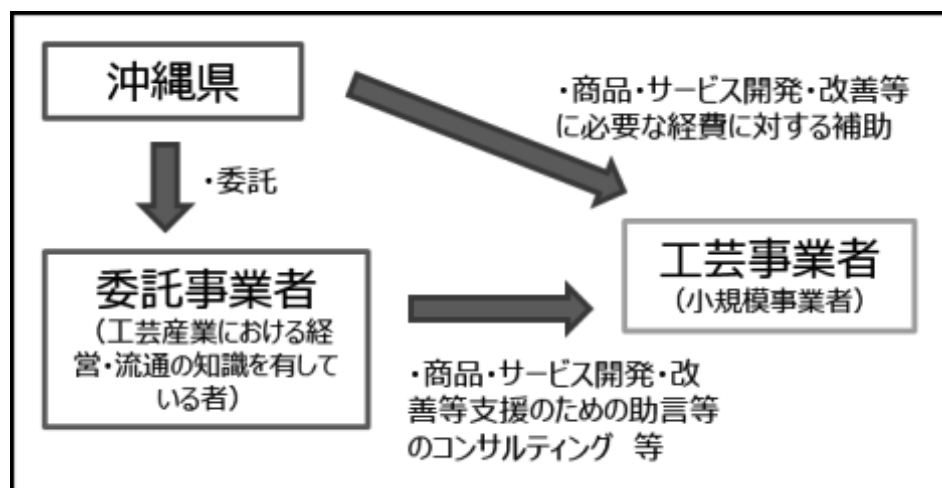 沖縄県
・商品・サービス開発・改善等
に必要な経費に対する補助
・委託
委託事業者
（工芸産業における経
営・流通の知識を有して
いる者）
工芸事業者
（小規模事業者）
・商品・サービス開発・改
善等支援のための助言等
のコンサルティング　等